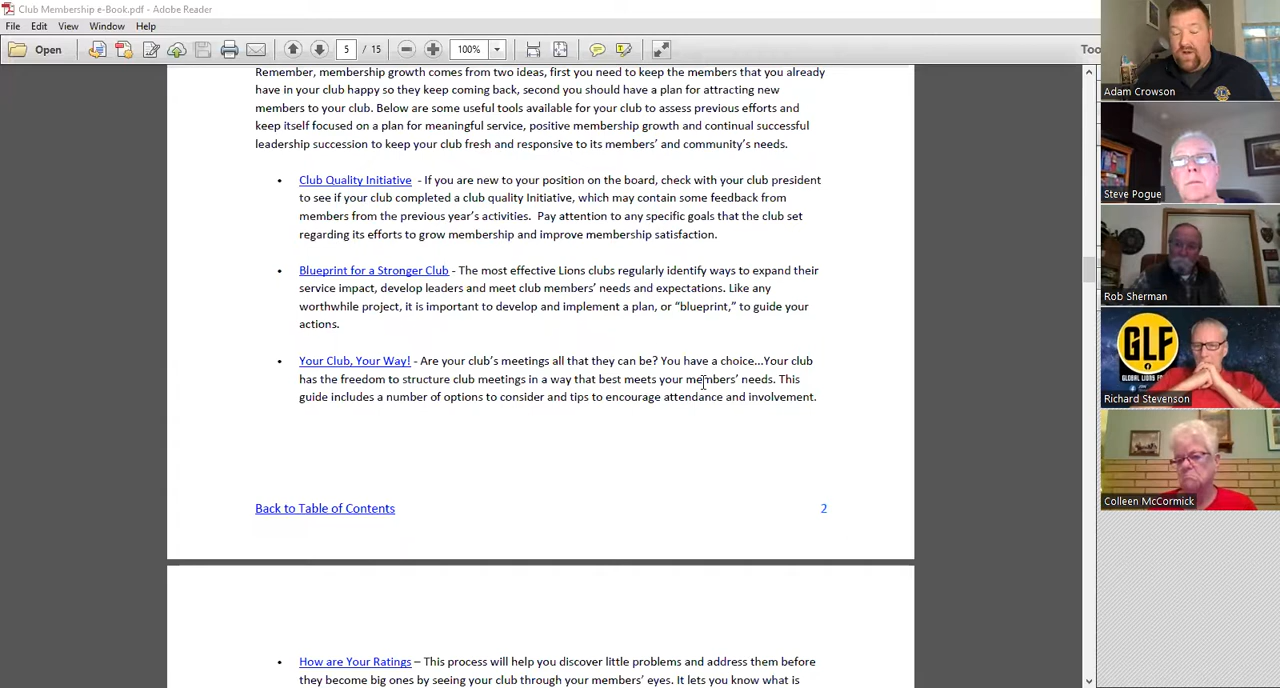 Club Membership e-Book.pdf - Adobe Reader
File Edit View Window Help
Open 5 / 15 100%
Remember, membership growth comes from two ideas, first you need to keep the members that you already
have in your club happy so they keep coming back, second you should have a plan for attracting new
members to your club. Below are some useful tools available for your club to assess previous efforts and
keep itself focused on a plan for meaningful service, positive membership growth and continual successful
leadership succession to keep your club fresh and responsive to its members’ and community’s needs.
• Club Quality Initiative - If you are new to your position on the board, check with your club president
to see if your club completed a club quality Initiative, which may contain some feedback from
members from the previous year’s activities. Pay attention to any specific goals that the club set
regarding its efforts to grow membership and improve membership satisfaction.
• Blueprint for a Stronger Club - The most effective Lions clubs regularly identify ways to expand their
service impact, develop leaders and meet club members’ needs and expectations. Like any
worthwhile project, it is important to develop and implement a plan, or “blueprint,” to guide your
actions.
• Your Club, Your Way! - Are your club’s meetings all that they can be? You have a choice...Your club
has the freedom to structure club meetings in a way that best meets your members’ needs. This
guide includes a number of options to consider and tips to encourage attendance and involvement.
Back to Table of Contents 2
• How are Your Ratings – This process will help you discover little problems and address them before
they become big ones by seeing your club through your members’ eyes. It lets you know what is
Too
Adam Crowson
Steve Pogue
Rob Sherman
GLF
GLOBAL LIONS
Richard Stevenson
Colleen McCormick